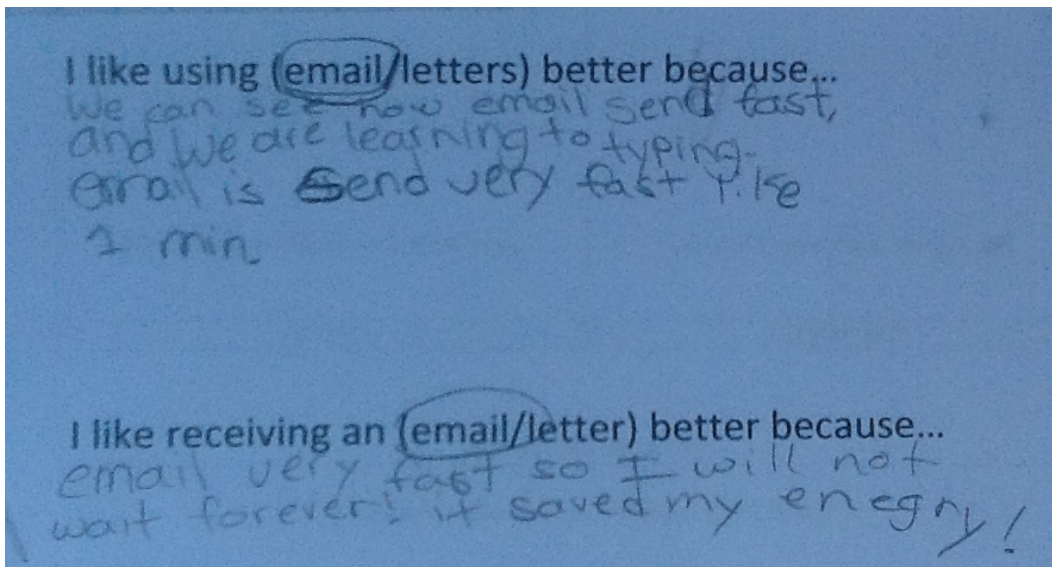 I like using (email/letters) better because...
We can see how email send fast,
and we are learning to typing.
email is send very fast like
1 min
I like receiving an (email/letter) better because...
email very fast so I will not
wait forever! it saved my enegry!